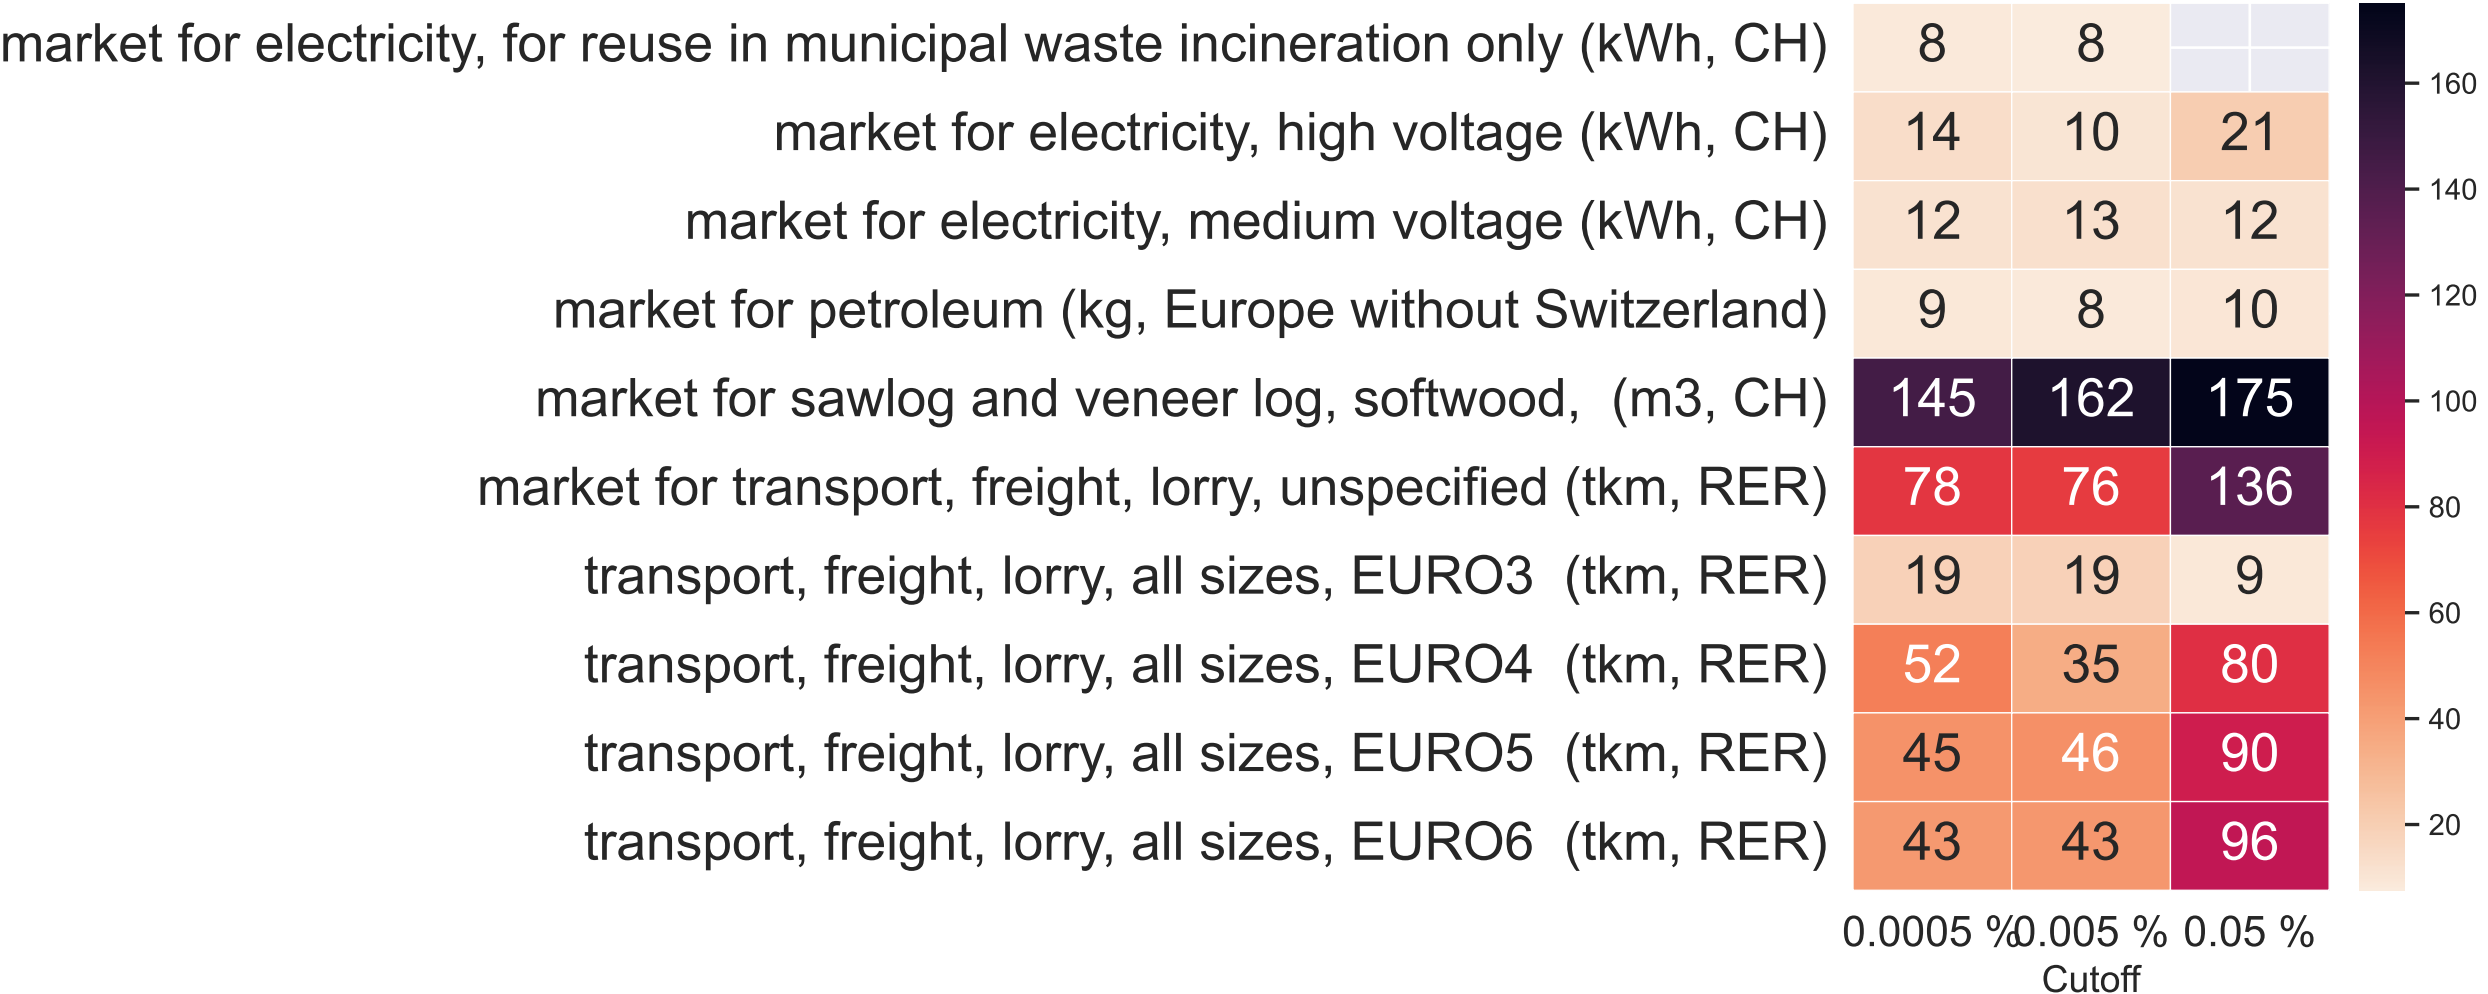 market for electricity, for reuse in municipal waste incineration only (kWh, CH) 8 8
market for electricity, high voltage (kWh, CH) 14 10 21
market for electricity, medium voltage (kWh, CH) 12 13 12
market for petroleum (kg, Europe without Switzerland) 9 8 10
market for sawlog and veneer log, softwood, (m3, CH) 145 162 175
market for transport, freight, lorry, unspecified (tkm, RER) 78 76 136
transport, freight, lorry, all sizes, EURO3 (tkm, RER) 19 19 9
transport, freight, lorry, all sizes, EURO4 (tkm, RER) 52 35 80
transport, freight, lorry, all sizes, EURO5 (tkm, RER) 45 46 90
transport, freight, lorry, all sizes, EURO6 (tkm, RER) 43 43 96
0.0005 % 0.005 % 0.05 %
Cutoff
160
140
120
100
80
60
40
20